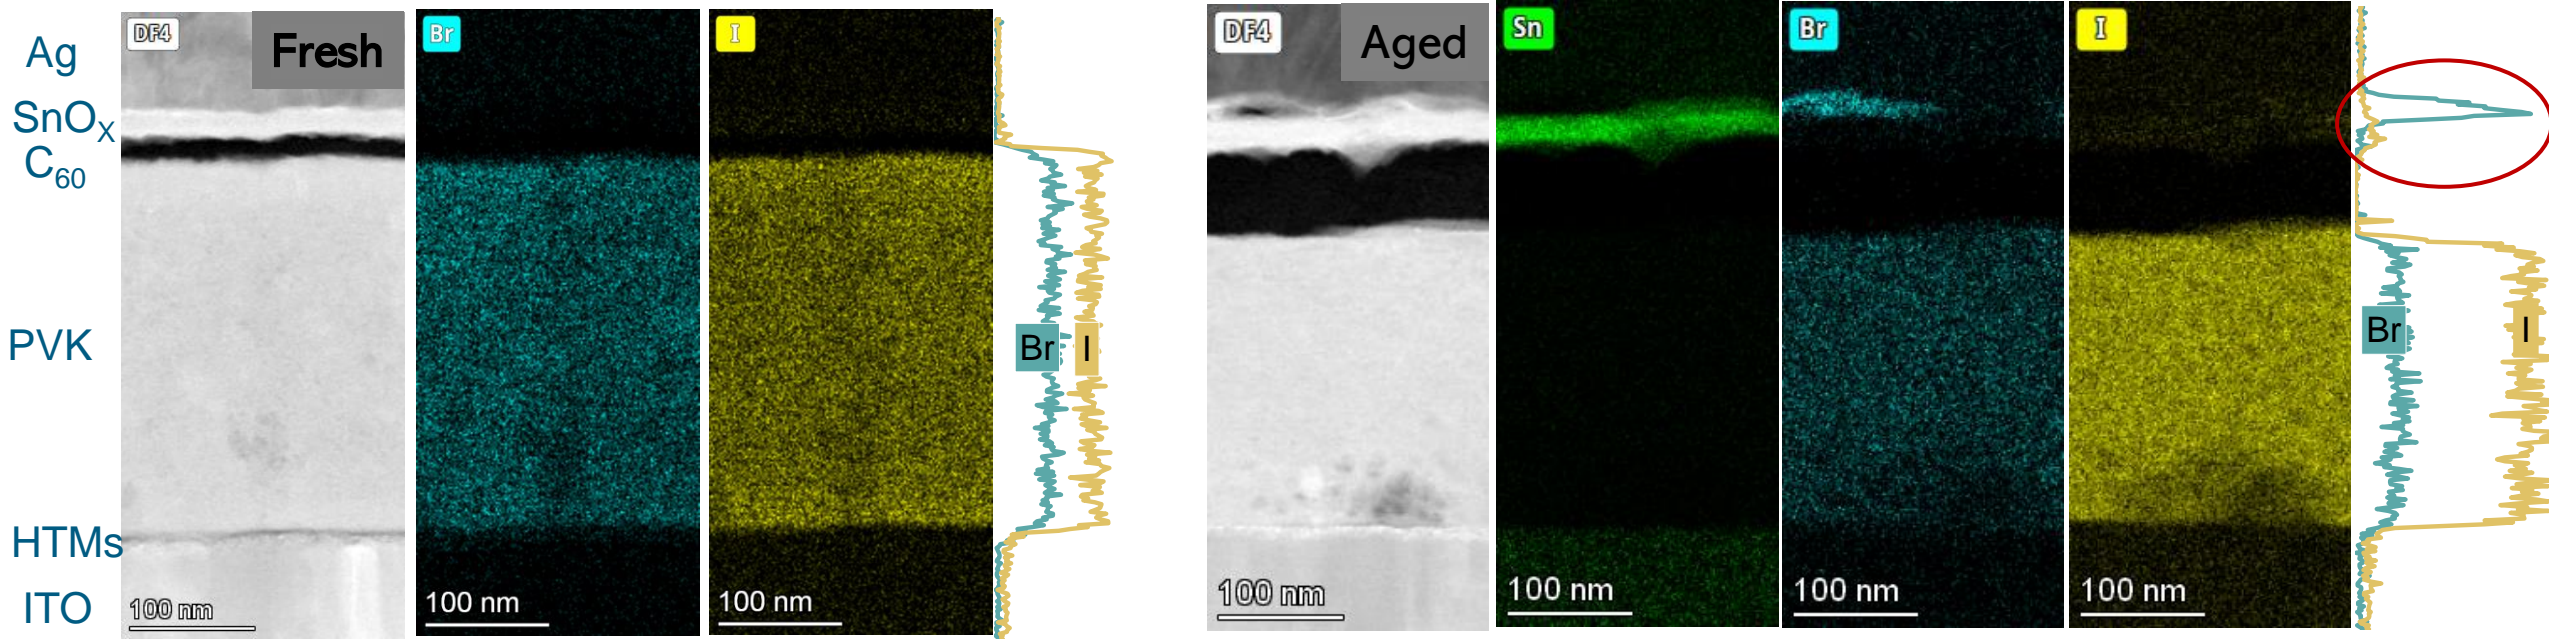 Ag
SnOX
C60
PVK
HTMs
ITO
DF4
Fresh
100 nm
Br
100 nm
I
100 nm
Br
I
DF4
Aged
100 nm
Sn
100 nm
Br
100 nm
I
100 nm
Br
I